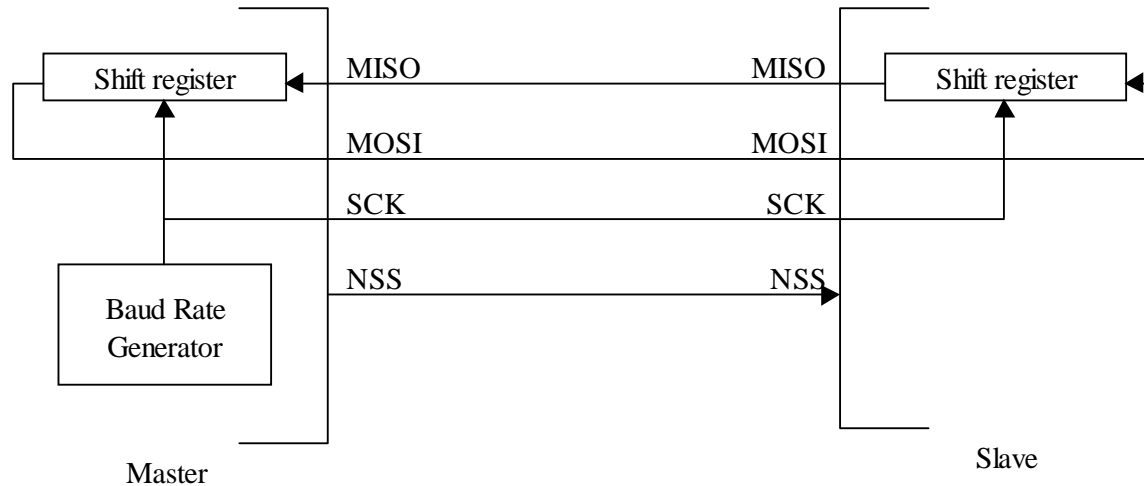 Shift register
MISO
MISO
Shift register
MOSI
MOSI
SCK
SCK
NSS
NSS
Baud Rate
Generator
Master
Slave